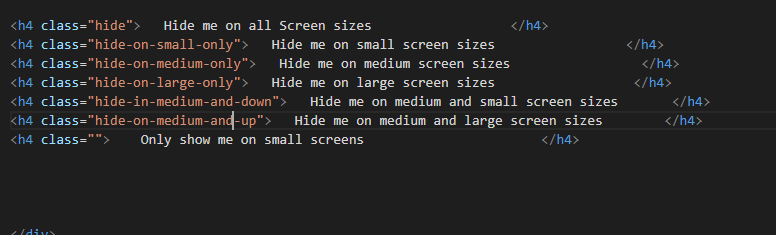 <h4 class="hide">   Hide me on all Screen sizes                  </h4>
<h4 class="hide-on-small-only">   Hide me on small screen sizes                 </h4>
<h4 class="hide-on-medium-only">   Hide me on medium screen sizes                 </h4>
<h4 class="hide-on-large-only">   Hide me on large screen sizes                  </h4>
<h4 class="hide-in-medium-and-down">   Hide me on medium and small screen sizes       </h4>
<h4 class="hide-on-medium-and-up">   Hide me on medium and large screen sizes        </h4>
<h4 class="">    Only show me on small screens                       </h4>
</div>